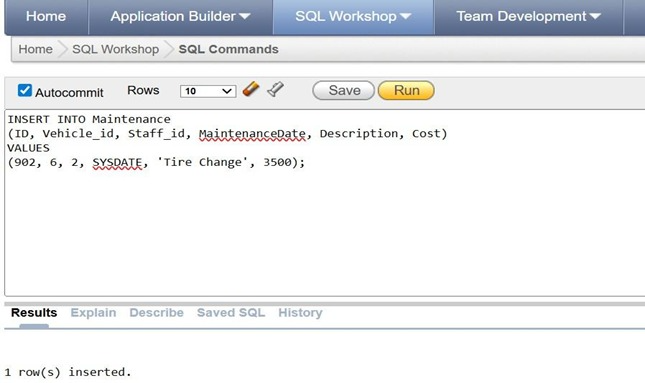 Home Application Builder SQL Workshop Team Development
Home SQL Workshop SQL Commands
Autocommit Rows 10 Save Run
INSERT INTO Maintenance
(ID, Vehicle_id, Staff_id, MaintenanceDate, Description, Cost)
VALUES
(902, 6, 2, SYSDATE, 'Tire Change', 3500);
Results Explain Describe Saved SQL History
1 row(s) inserted.